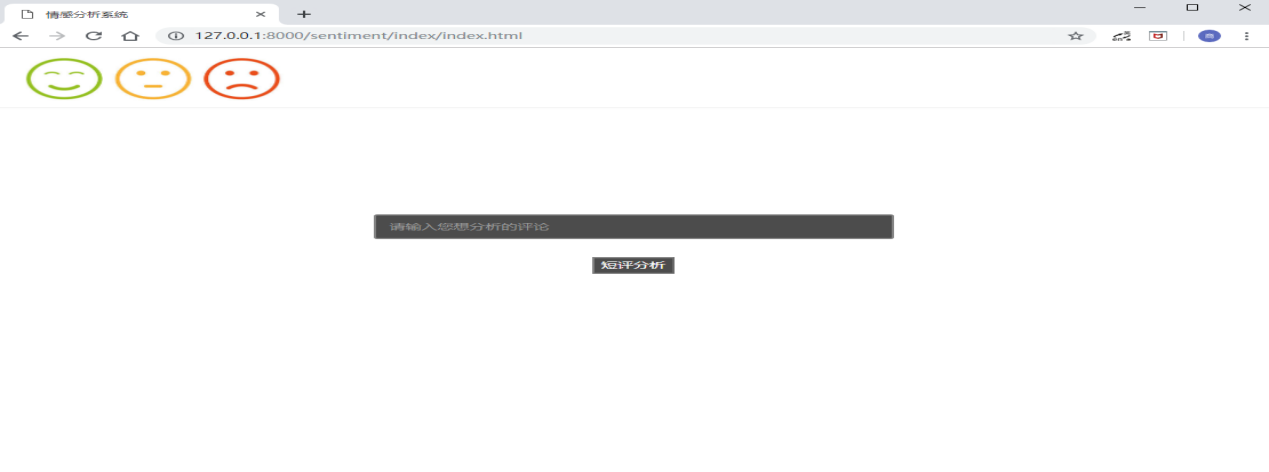 情感分析系统
127.0.0.1:8000/sentiment/index/index.html
请输入您想分析的评论
短评分析